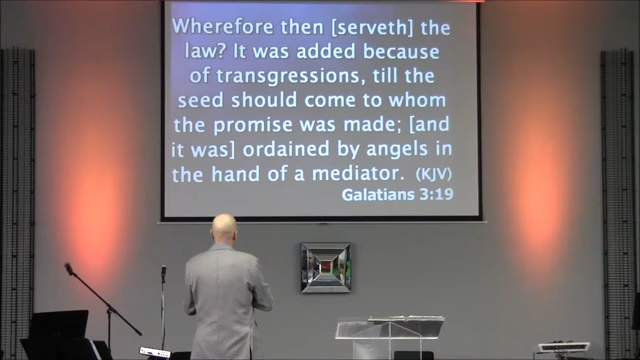 Wherefore then [serveth] the
law? It was added because
of transgressions, till the
seed should come to whom
the promise was made; [and
it was] ordained by angels in
the hand of a mediator. (KJV)
Galatians 3:19